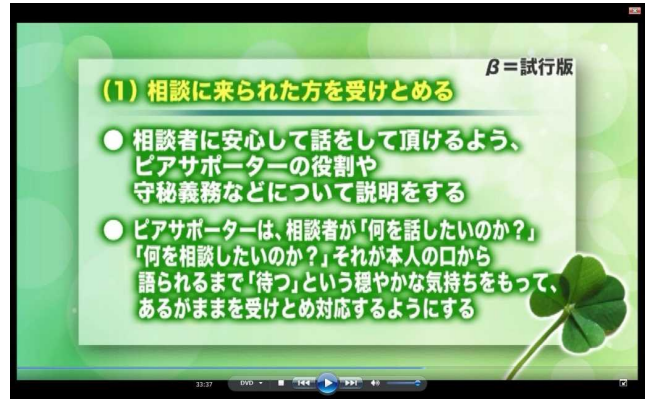 β＝試行版
(1) 相談に来られた方を受けとめる
● 相談者に安心して話をして頂けるよう、
ピアサポーターの役割や
守秘義務などについて説明をする
● ピアサポーターは、相談者が「何を話したいのか？」
「何を相談したいのか？」それが本人の口から
語られるまで「待つ」という穏やかな気持ちをもって、
あるがままを受けとめ対応するようにする
33:37 DVD